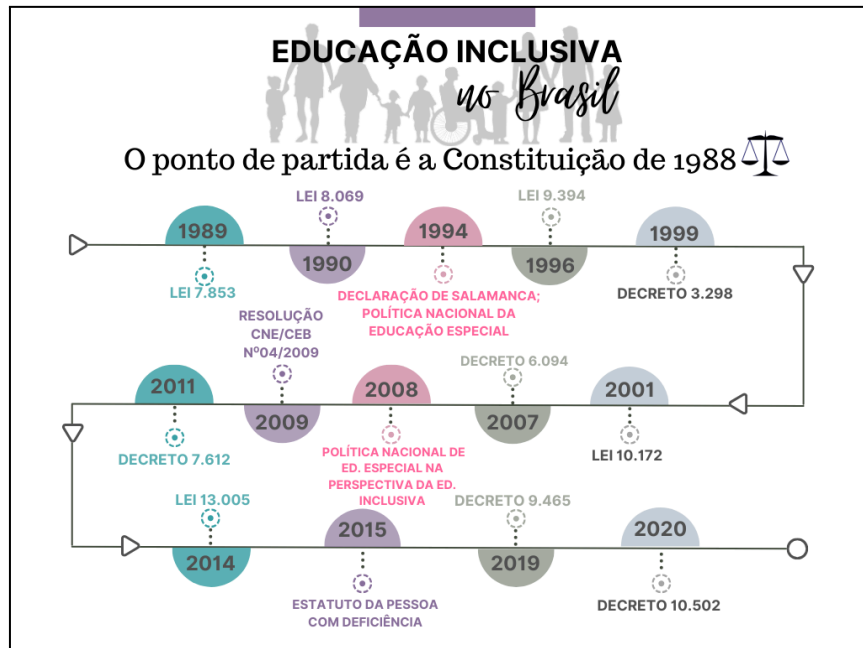 EDUCAÇÃO INCLUSIVA
no Brasil
O ponto de partida é a Constituição de 1988
1989
LEI 7.853
LEI 8.069
1990
1994
DECLARAÇÃO DE SALAMANCA;
POLÍTICA NACIONAL DA
EDUCAÇÃO ESPECIAL
LEI 9.394
1996
1999
DECRETO 3.298
2001
LEI 10.172
DECRETO 6.094
2007
2008
POLÍTICA NACIONAL DE
ED. ESPECIAL NA
PERSPECTIVA DA ED.
INCLUSIVA
RESOLUÇÃO
CNE/CEB
Nº04/2009
2009
2011
DECRETO 7.612
LEI 13.005
2014
2015
ESTATUTO DA PESSOA
COM DEFICIÊNCIA
DECRETO 9.465
2019
2020
DECRETO 10.502